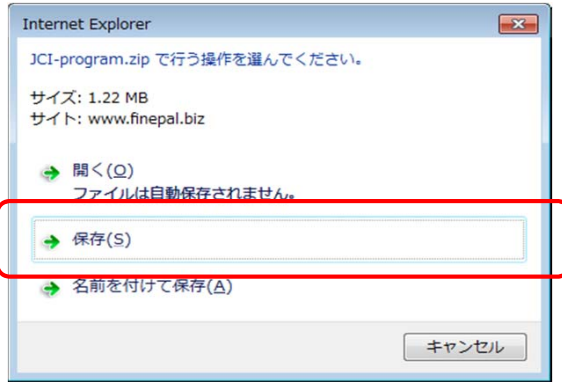 Internet Explorer
JCI-program.zip で行う操作を選んでください。
サイズ: 1.22 MB
サイト: www.finepal.biz
開く(O)
ファイルは自動保存されません。
保存(S)
名前を付けて保存(A)
キャンセル